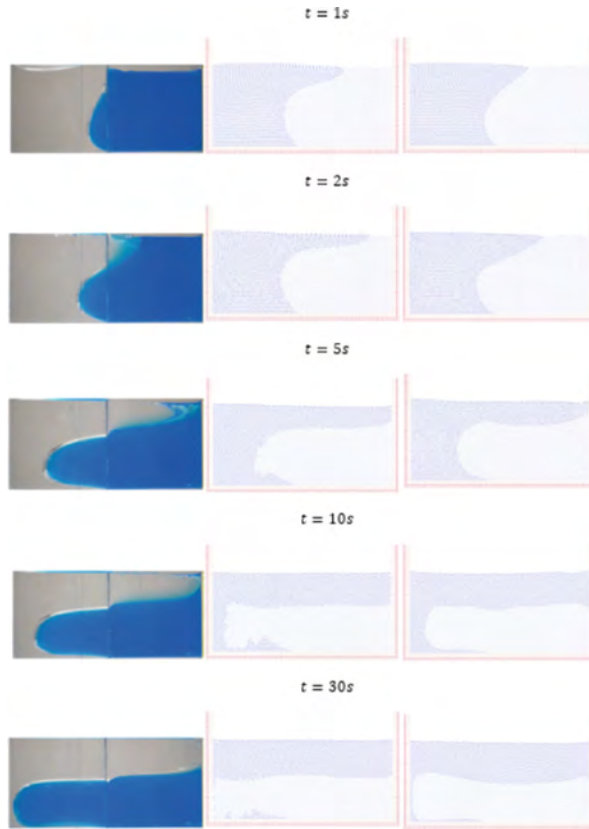 t = 1s
t = 2s
t = 5s
t = 10s
t = 30s